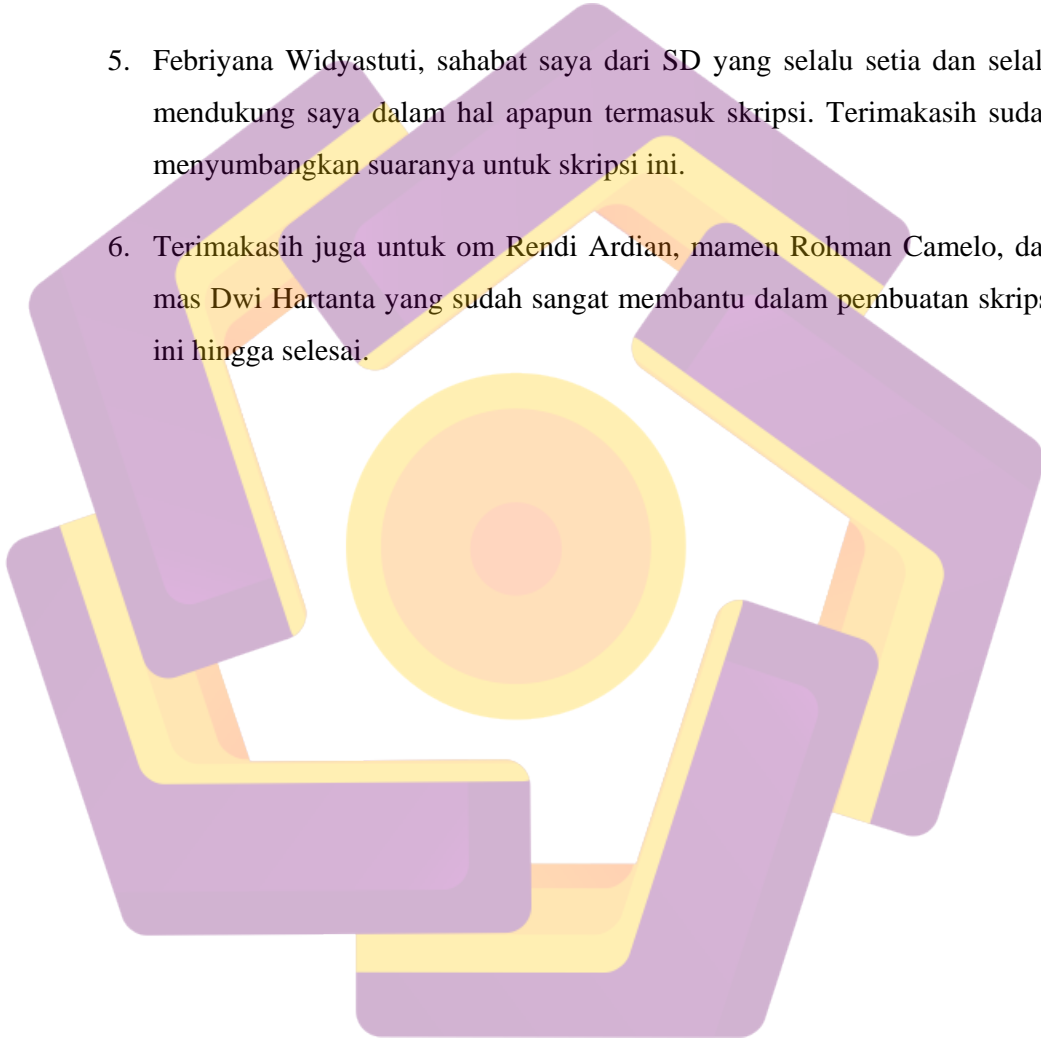 5. Febriyana Widyastuti, sahabat saya dari SD yang selalu setia dan selal
mendukung saya dalam hal apapun termasuk skripsi. Terimakasih suda
menyumbangkan suaranya untuk skripsi ini.
6. Terimakasih juga untuk om Rendi Ardian, mamen Rohman Camelo, da
mas Dwi Hartanta yang sudah sangat membantu dalam pembuatan skrips
ini hingga selesai.